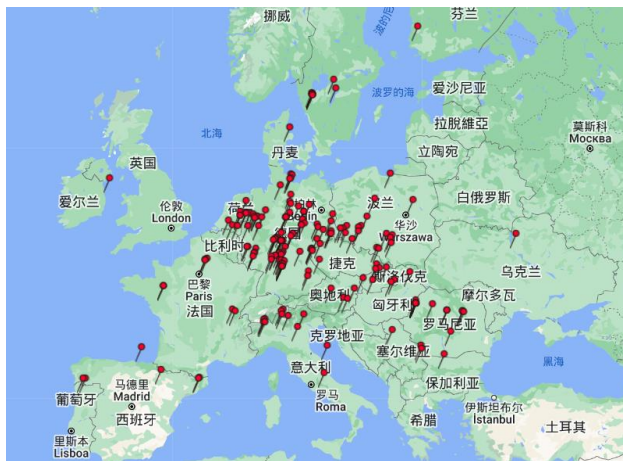 挪威
芬兰
波的尼
爱沙尼亚
波罗的海
莫斯科
Москва
北海
拉脫維亞
丹麦
立陶宛
英国
爱尔兰
伦敦
London
荷兰
柏林
Berlin
波兰
白俄罗斯
华沙
Warszawa
德国
比利时
捷克
乌克兰
巴黎
Paris
斯洛伐克
奥地利
匈牙利
摩尔多瓦
法国
罗马尼亚
克罗地亚
塞尔维亚
黑海
意大利
保加利亚
马德里
Madrid
葡萄牙
罗马
Roma
伊斯坦布尔
İstanbul
西班牙
土耳其
希腊
里斯本
Lisboa